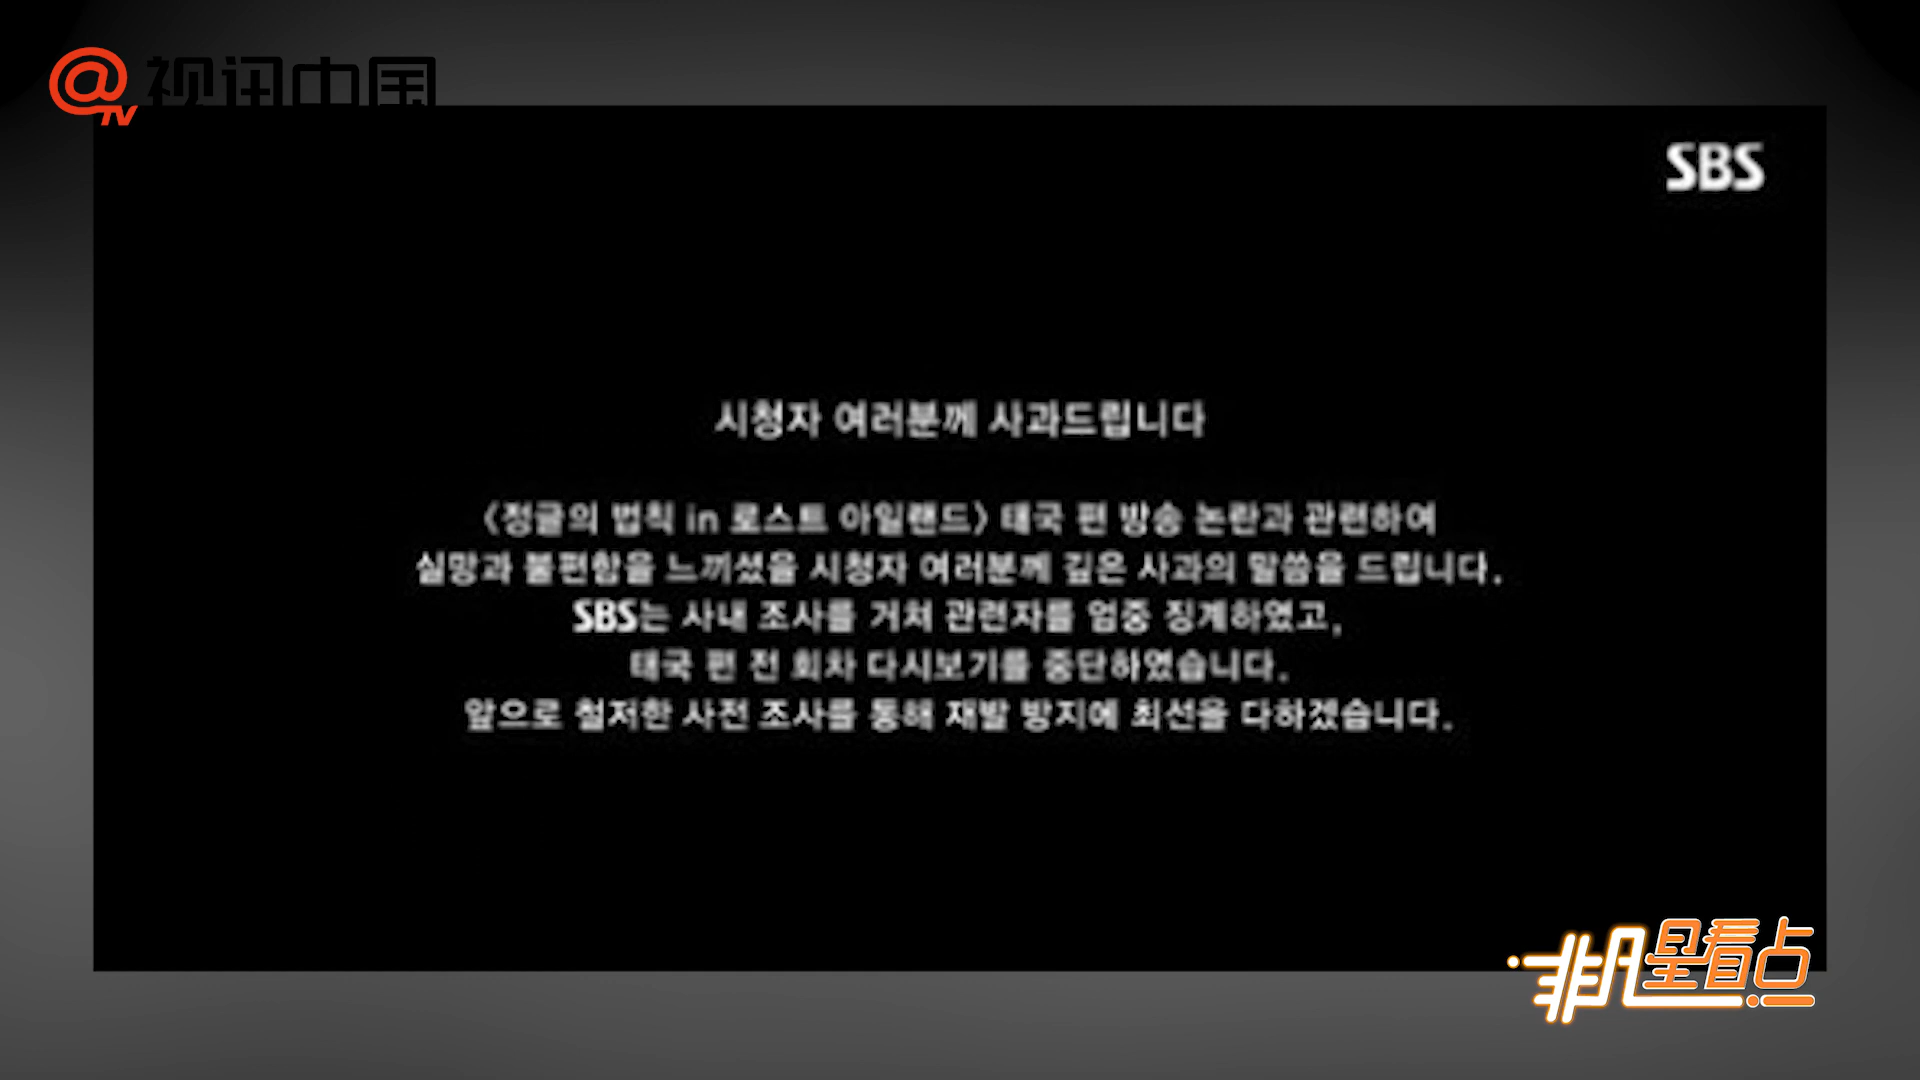 @TV 视讯中国
SBS
시청자 여러분께 사과드립니다
〈정글의 법칙 in 로스트 아일랜드〉 태국 편 방송 논란과 관련하여
실망과 불편함을 느끼셨을 시청자 여러분께 깊은 사과의 말씀을 드립니다.
SBS는 사내 조사를 거쳐 관련자를 엄중 징계하였고,
태국 편 전 회차 다시보기를 중단하였습니다.
앞으로 철저한 사전 조사를 통해 재발 방지에 최선을 다하겠습니다.
非凡星看点